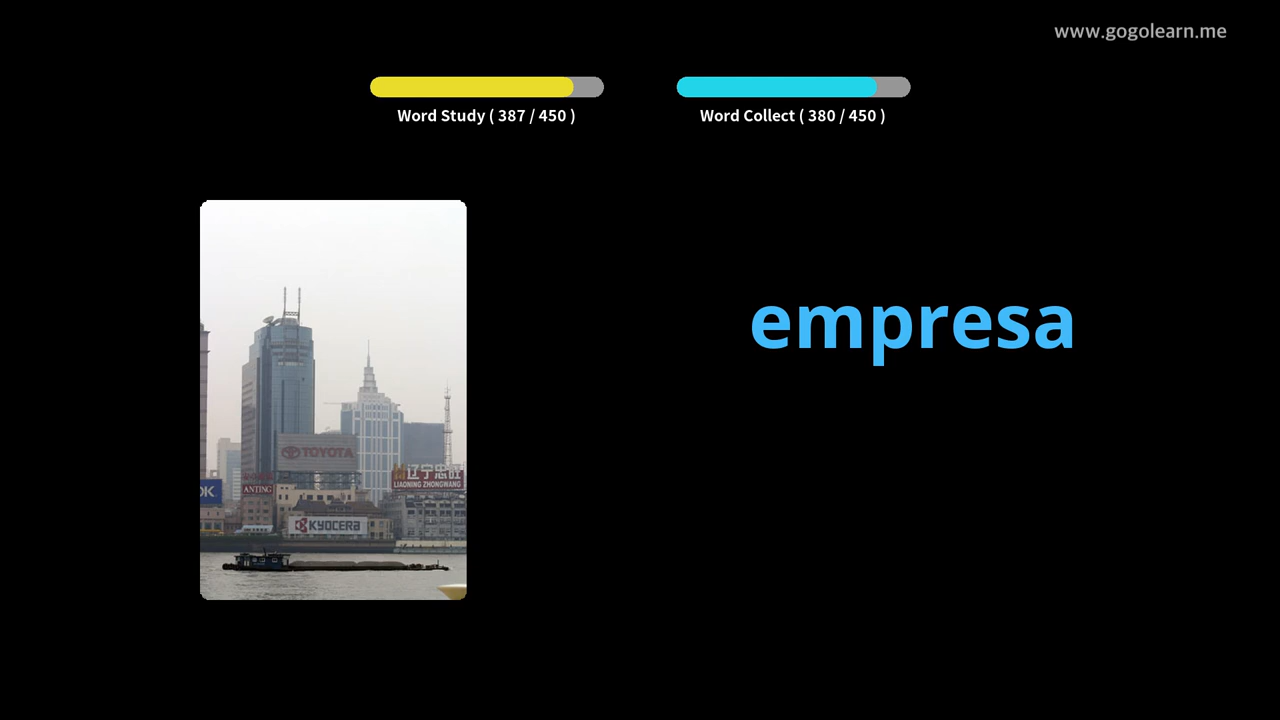 www.gogolearn.me
Word Study ( 387 / 450 )
Word Collect ( 380 / 450 )
empresa
TOYOTA
辽宁忠旺
LIAONING ZHONGWANG
OK
ANTING
KYOCERA